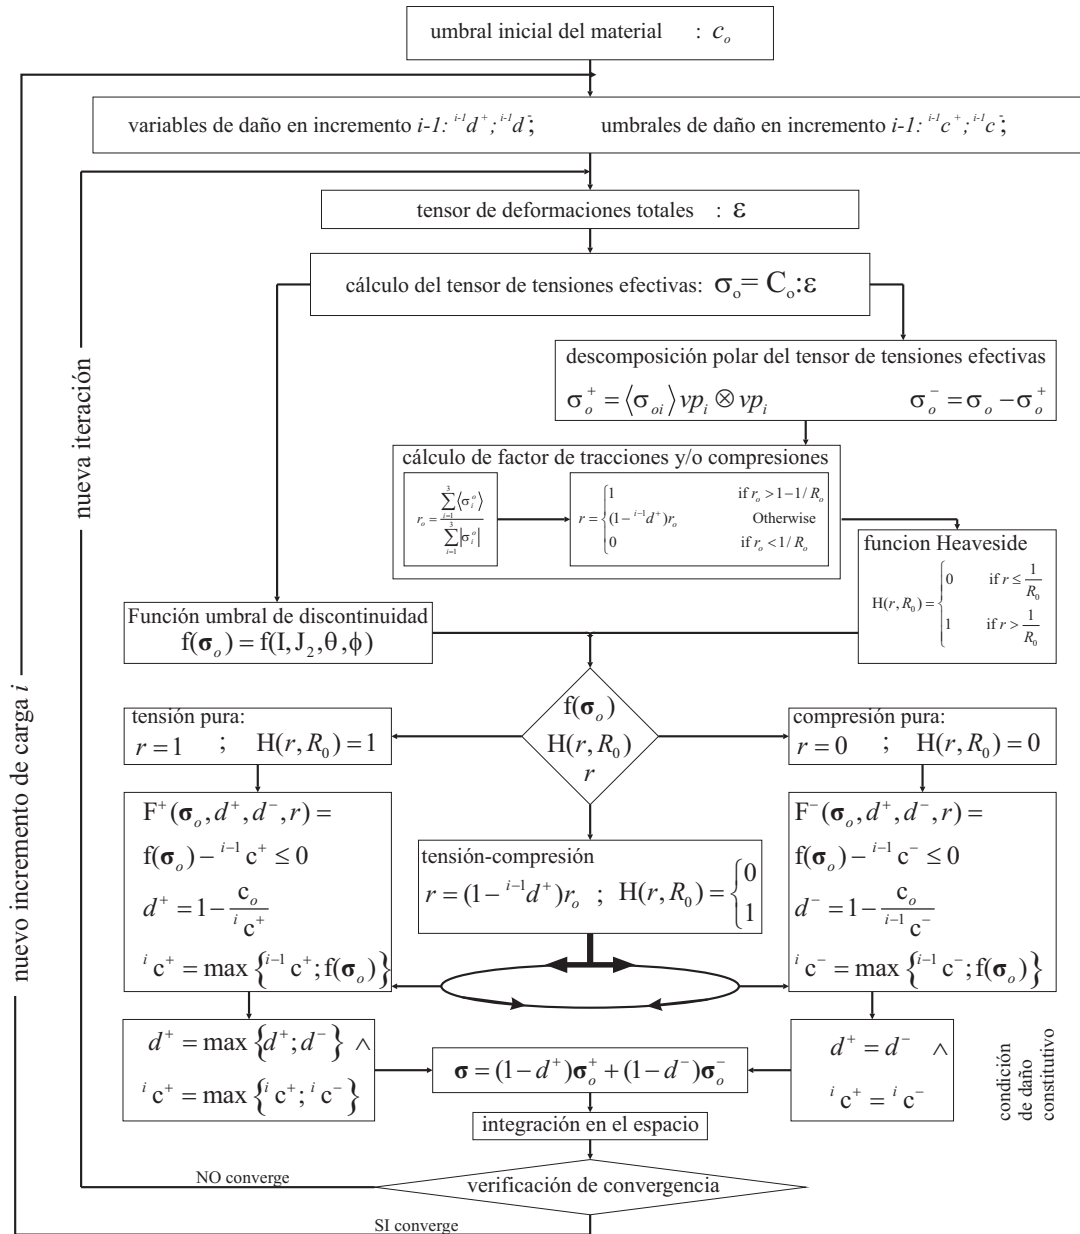 umbral inicial del material : c_o
variables de daño en incremento i-1: ^{i-1}d^+; ^{i-1}d^-; umbrales de daño en incremento i-1: ^{i-1}c^+; ^{i-1}c^-;
tensor de deformaciones totales : ε
cálculo del tensor de tensiones efectivas: σ_o = C_o:ε
descomposición polar del tensor de tensiones efectivas
σ_o^+ = ⟨σ_{oi}⟩ vp_i ⊗ vp_i σ_o^- = σ_o − σ_o^+
cálculo de factor de tracciones y/o compresiones
r_o = \frac{\sum_{i=1}^{3} ⟨σ_i^o⟩}{\sum_{i=1}^{3} |σ_i^o|}
r = { 1 if r_o > 1−1/R_o
(1− ^{i−1}d^+)r_o Otherwise
0 if r_o < 1/R_o
funcion Heaveside
H(r, R_0) = { 0 if r ≤ \frac{1}{R_0}
1 if r > \frac{1}{R_0}
Función umbral de discontinuidad
f(σ_o) = f(I, J_2, θ, ϕ)
f(σ_o)
H(r, R_0)
r
tensión pura:
r = 1 ; H(r, R_0) = 1
compresión pura:
r = 0 ; H(r, R_0) = 0
F^+(σ_o, d^+, d^-, r) =
f(σ_o) − ^{i−1}c^+ ≤ 0
d^+ = 1 − \frac{c_o}{^i c^+}
^i c^+ = max {^{i−1}c^+; f(σ_o)}
tensión-compresión
r = (1− ^{i−1}d^+)r_o ; H(r, R_0) = { 0
1
F^-(σ_o, d^+, d^-, r) =
f(σ_o) − ^{i−1}c^- ≤ 0
d^- = 1 − \frac{c_o}{^{i−1}c^-}
^i c^- = max {^{i−1}c^-; f(σ_o)}
d^+ = max {d^+; d^-} ∧
^i c^+ = max {^i c^+; ^i c^-}
σ = (1−d^+)σ_o^+ + (1−d^-)σ_o^-
d^+ = d^- ∧
^i c^+ = ^i c^-
condición
de daño
constitutivo
integración en el espacio
verificación de convergencia
NO converge
SI converge
nueva iteración
nuevo incremento de carga i